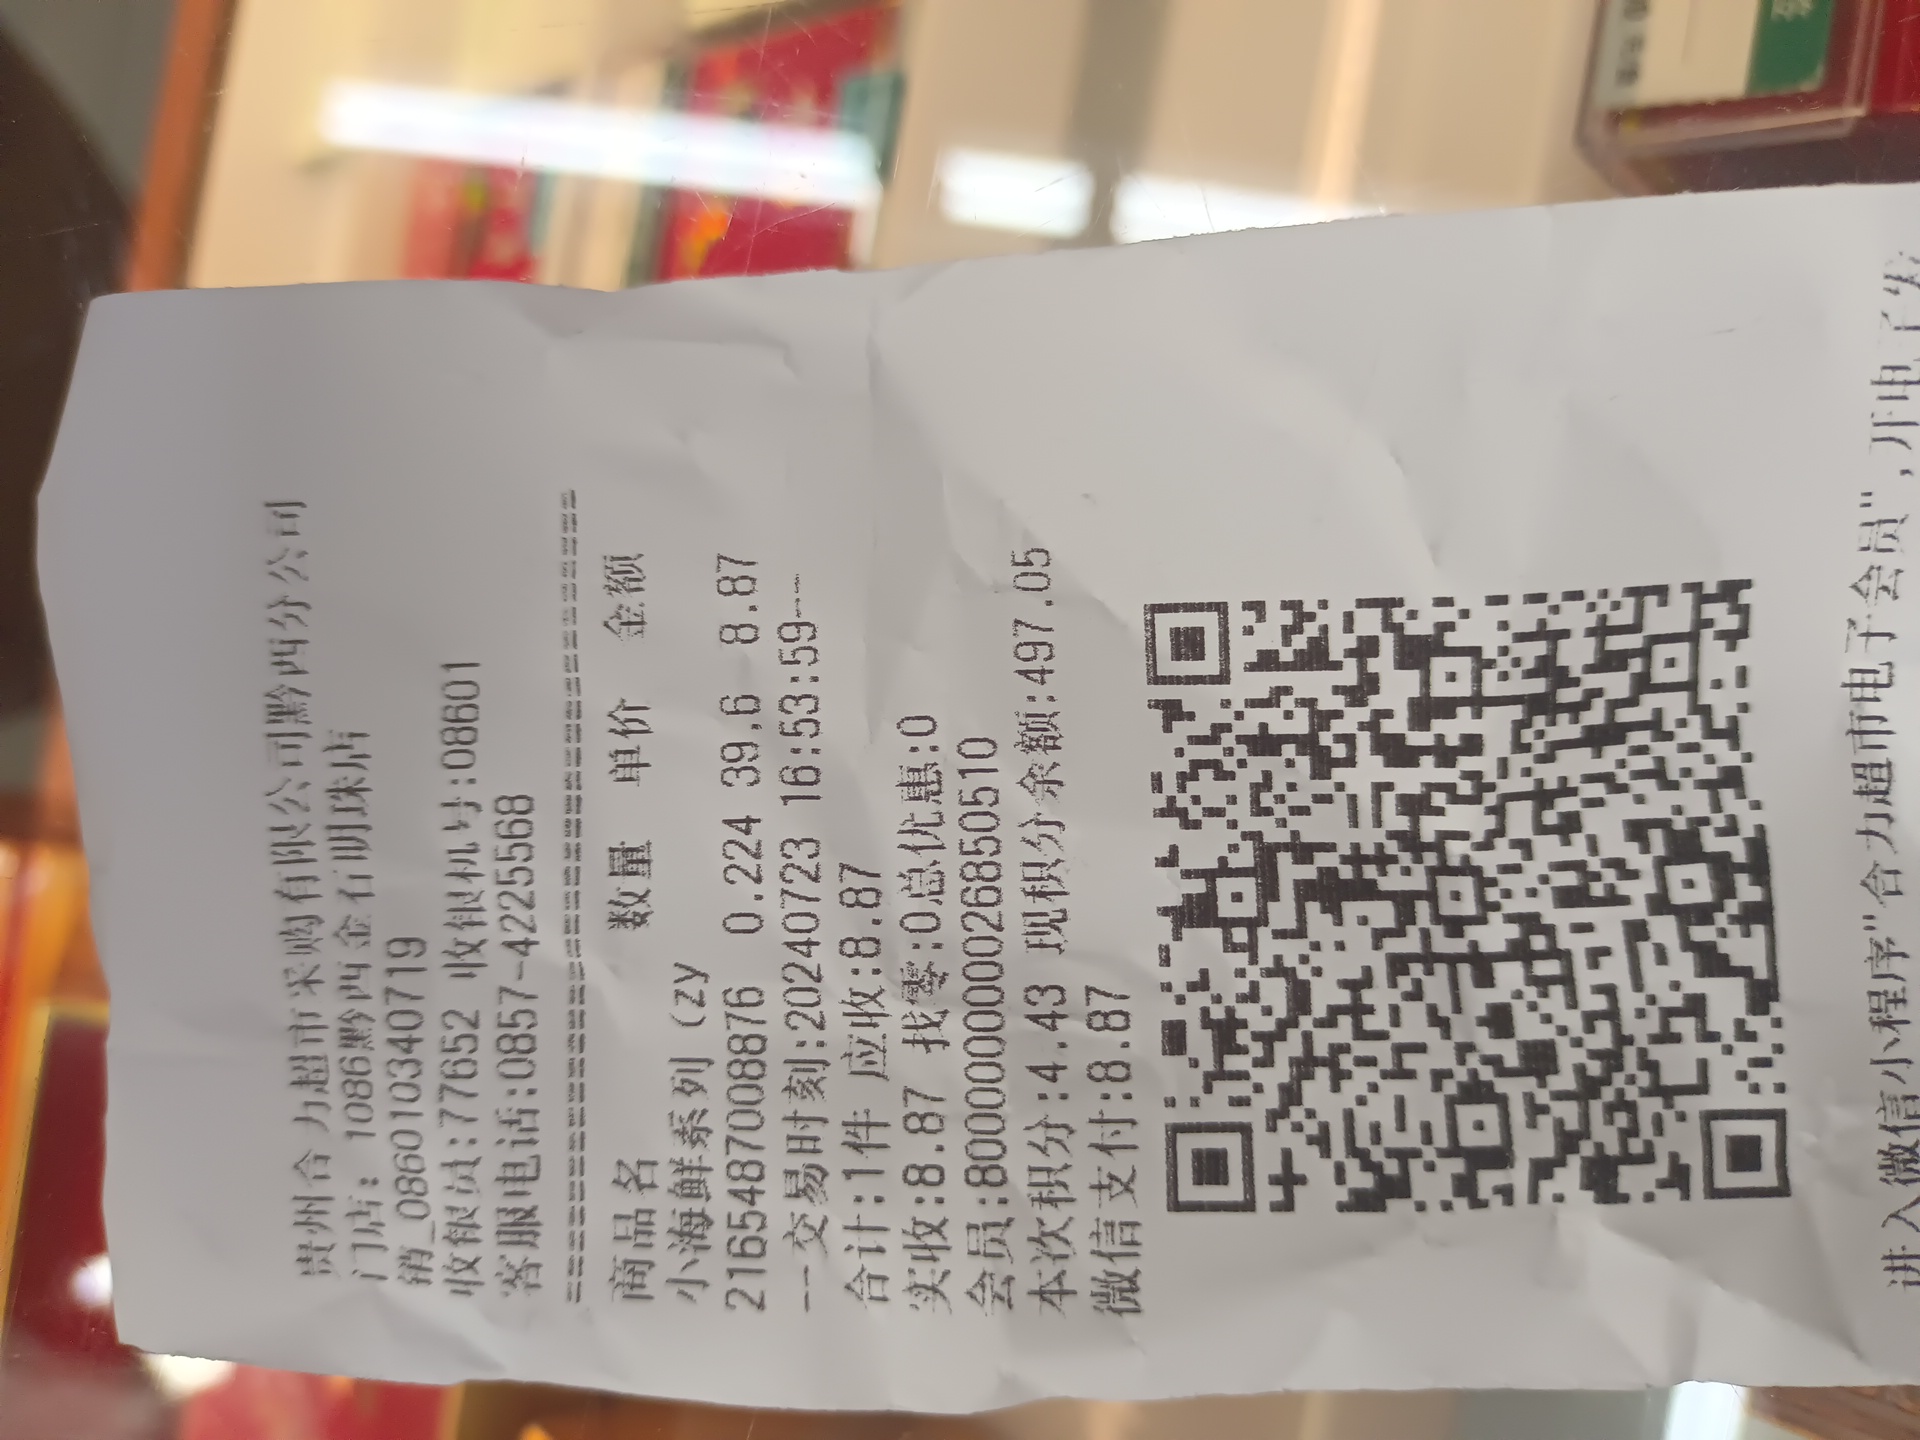 贵州合力超市采购有限公司黔西分公司
门店：1086黔西金石明珠店
销_0860103407​19
收银员:77652 收银机号:08601
客服电话:0857-4225568
商品名 数量 单价 金额
小海鲜系列（zy
2165487008876 0.224 39.6 8.87
--交易时刻:20240723 16:53:59--
合计:1件 应收:8.87
实收:8.87 找零:0总优惠:0
会员:8000000002685​0510
本次积分:4.43 现积分余额:497.05
微信支付:8.87
进入微信小程序"合力超市电子会员",开电子发